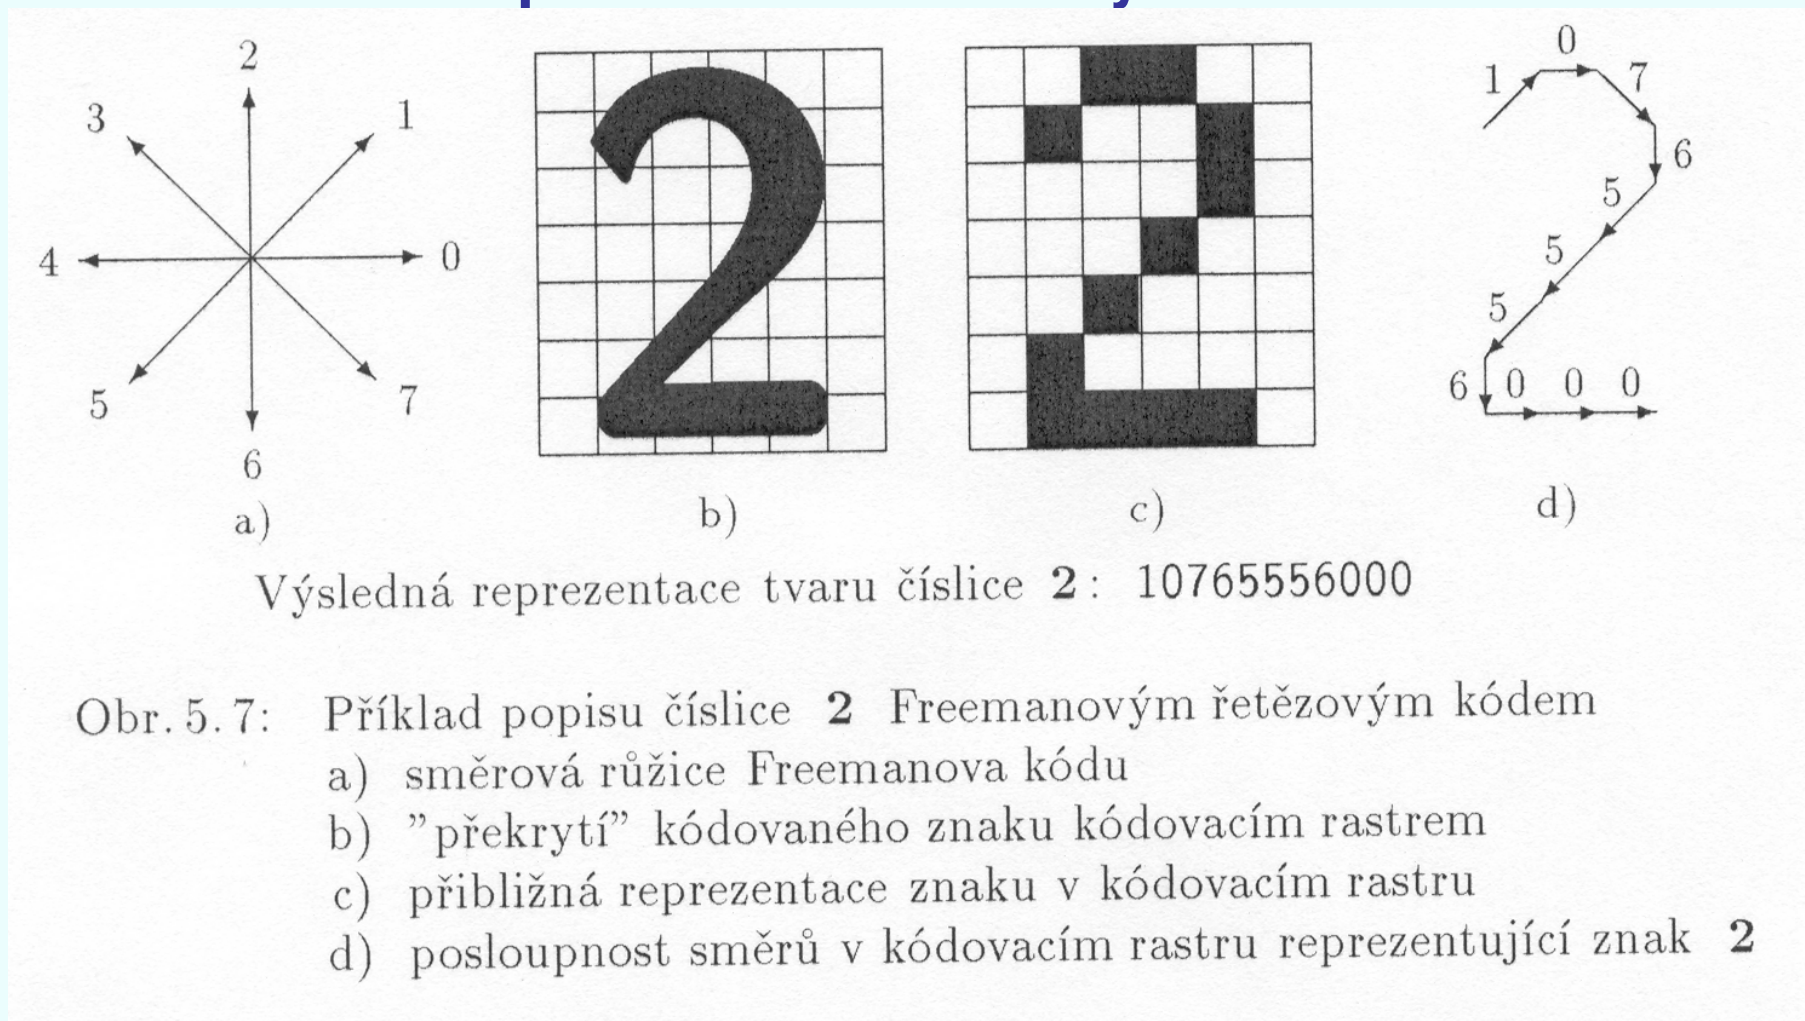 2
3 1
4 0
5 7
6
a) b) c) d)
0
1 7
6
5
5
5
6 0 0 0
Výsledná reprezentace tvaru číslice 2 : 10765556000
Obr. 5. 7: Příklad popisu číslice 2 Freemanovým řetězovým kódem
a) směrová růžice Freemanova kódu
b) ”překrytí” kódovaného znaku kódovacím rastrem
c) přibližná reprezentace znaku v kódovacím rastru
d) posloupnost směrů v kódovacím rastru reprezentující znak 2